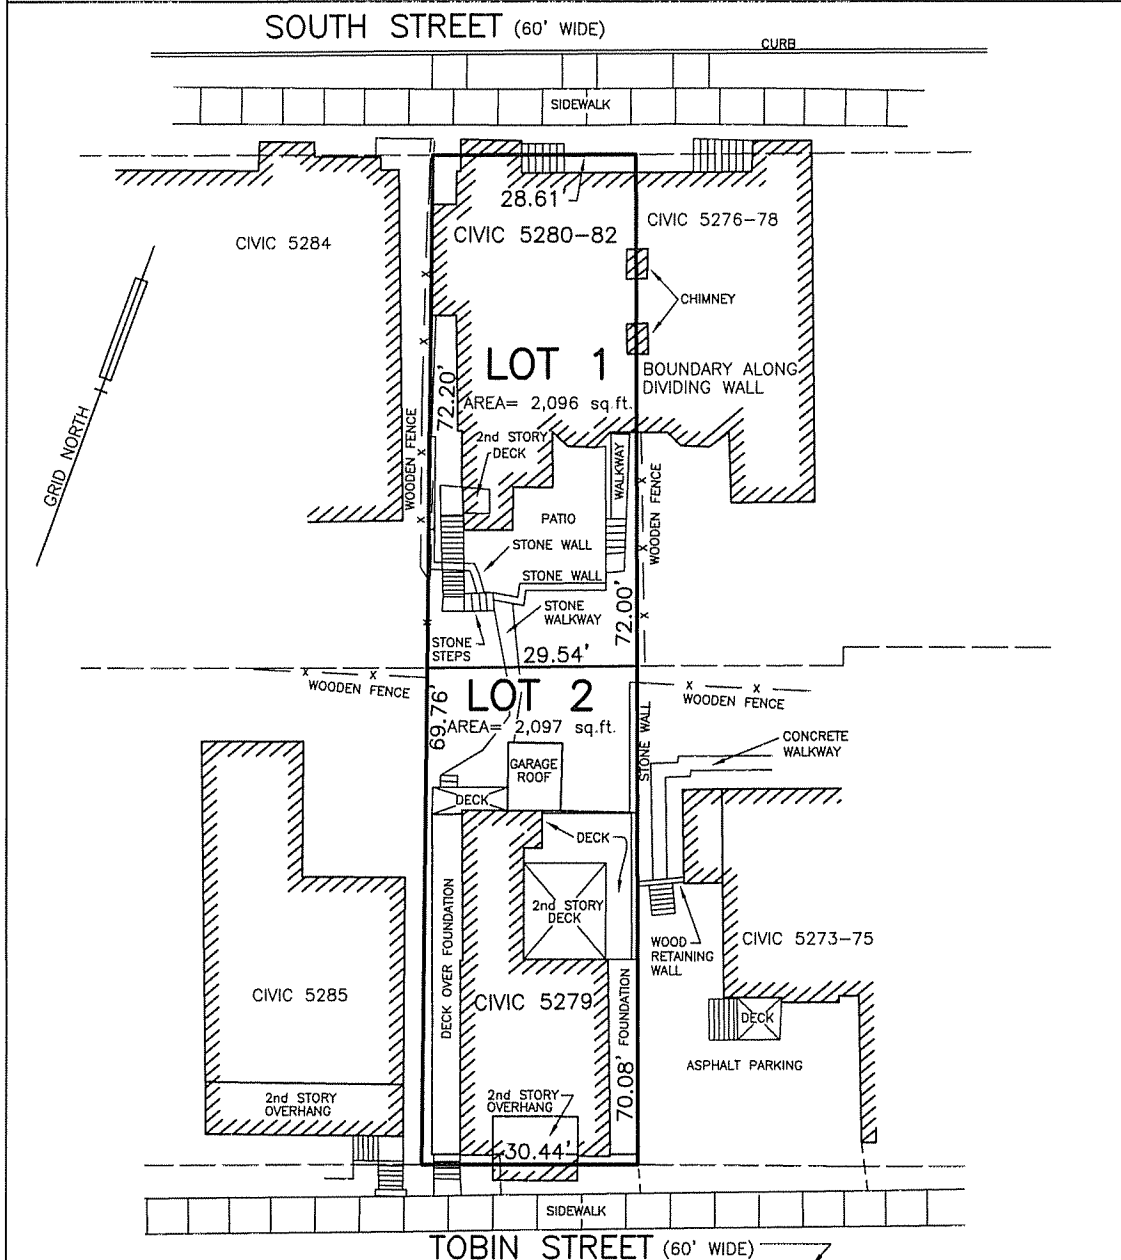 SOUTH STREET (60' WIDE)
CURB
SIDEWALK
28.61'
CIVIC 5284
CIVIC 5280-82
CIVIC 5276-78
CHIMNEY
GRID NORTH
LOT 1
AREA= 2,096 sq.ft.
BOUNDARY ALONG
DIVIDING WALL
72.20'
WOODEN FENCE
2nd STORY
DECK
WALKWAY
WOODEN FENCE
PATIO
STONE WALL
STONE WALL
STONE
WALKWAY
72.00'
STONE
STEPS
29.54'
WOODEN FENCE
LOT 2
AREA= 2,097 sq.ft.
69.76'
WOODEN FENCE
STONE WALL
CONCRETE
WALKWAY
GARAGE
ROOF
DECK
DECK
DECK OVER FOUNDATION
2nd STORY
DECK
WOOD
RETAINING
WALL
CIVIC 5273-75
CIVIC 5285
CIVIC 5279
FOUNDATION
DECK
ASPHALT PARKING
70.08'
2nd STORY
OVERHANG
2nd STORY
OVERHANG
30.44'
SIDEWALK
TOBIN STREET (60' WIDE)